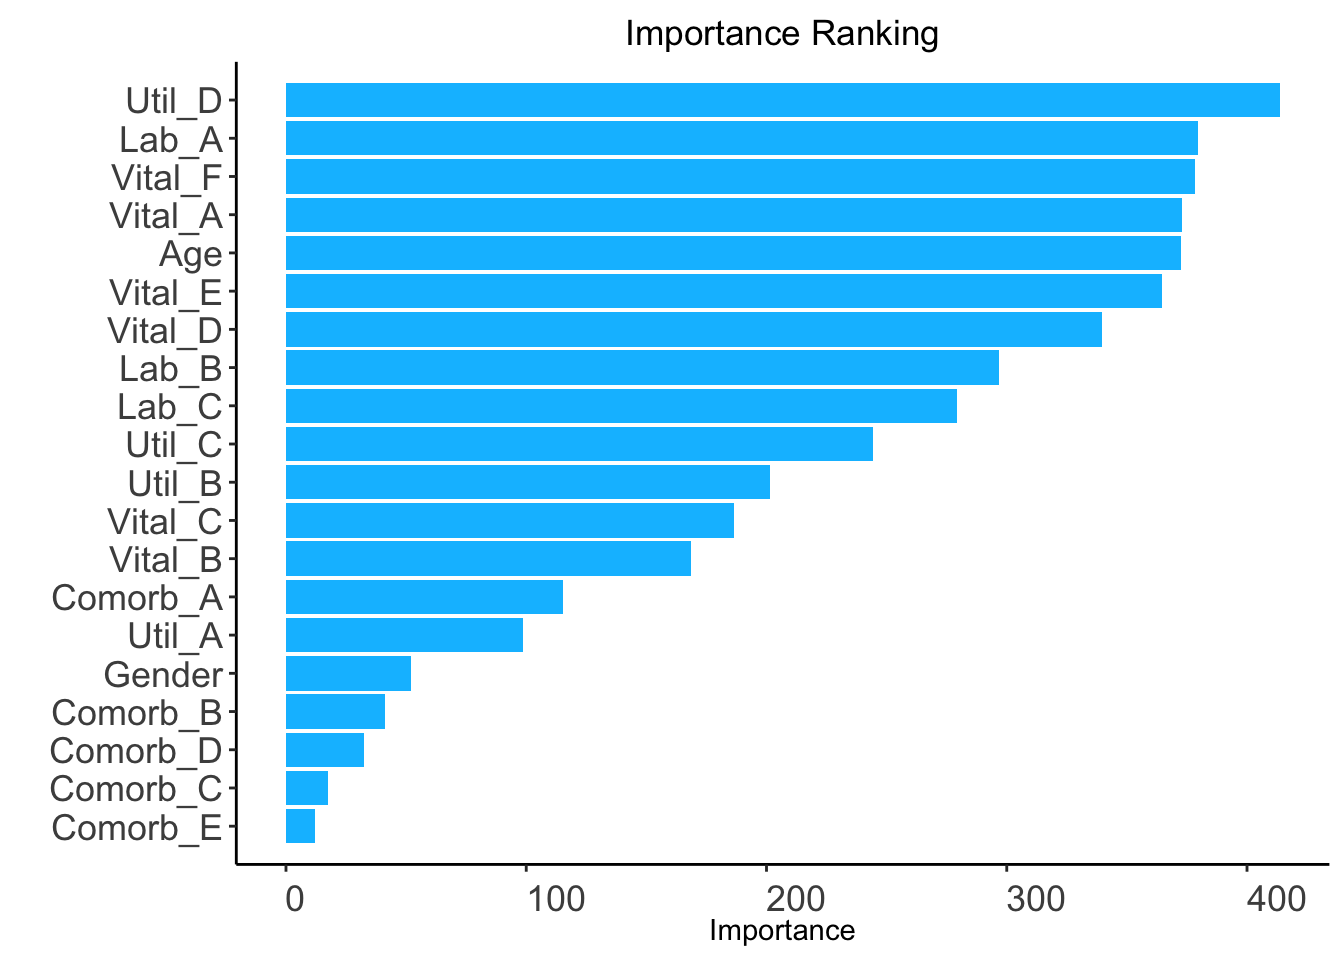 Importance Ranking
Util_D
Lab_A
Vital_F
Vital_A
Age
Vital_E
Vital_D
Lab_B
Lab_C
Util_C
Util_B
Vital_C
Vital_B
Comorb_A
Util_A
Gender
Comorb_B
Comorb_D
Comorb_C
Comorb_E
0 100 200 300 400
Importance